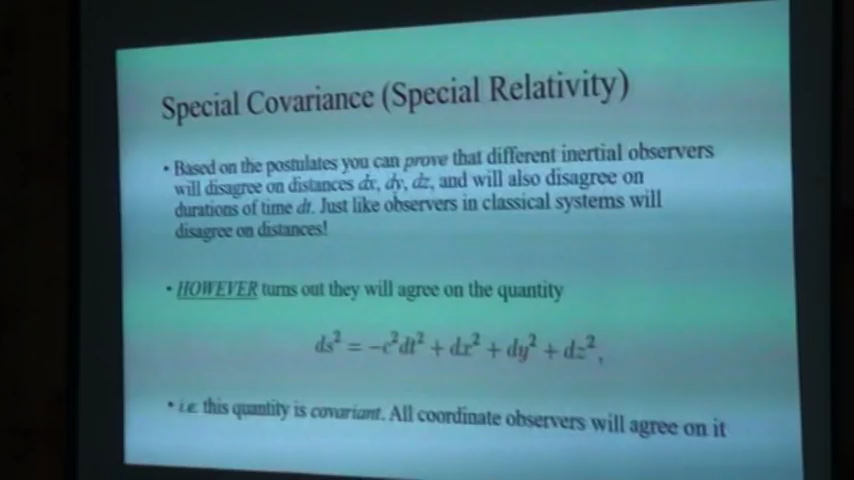 Special Covariance (Special Relativity)
• Based on the postulates you can prove that different inertial observers
will disagree on distances dx, dy, dz, and will also disagree on
durations of time dt. Just like observers in classical systems will
disagree on distances!
• HOWEVER turns out they will agree on the quantity
ds² = −c²dt² + dx² + dy² + dz²,
• i.e. this quantity is covariant. All coordinate observers will agree on it